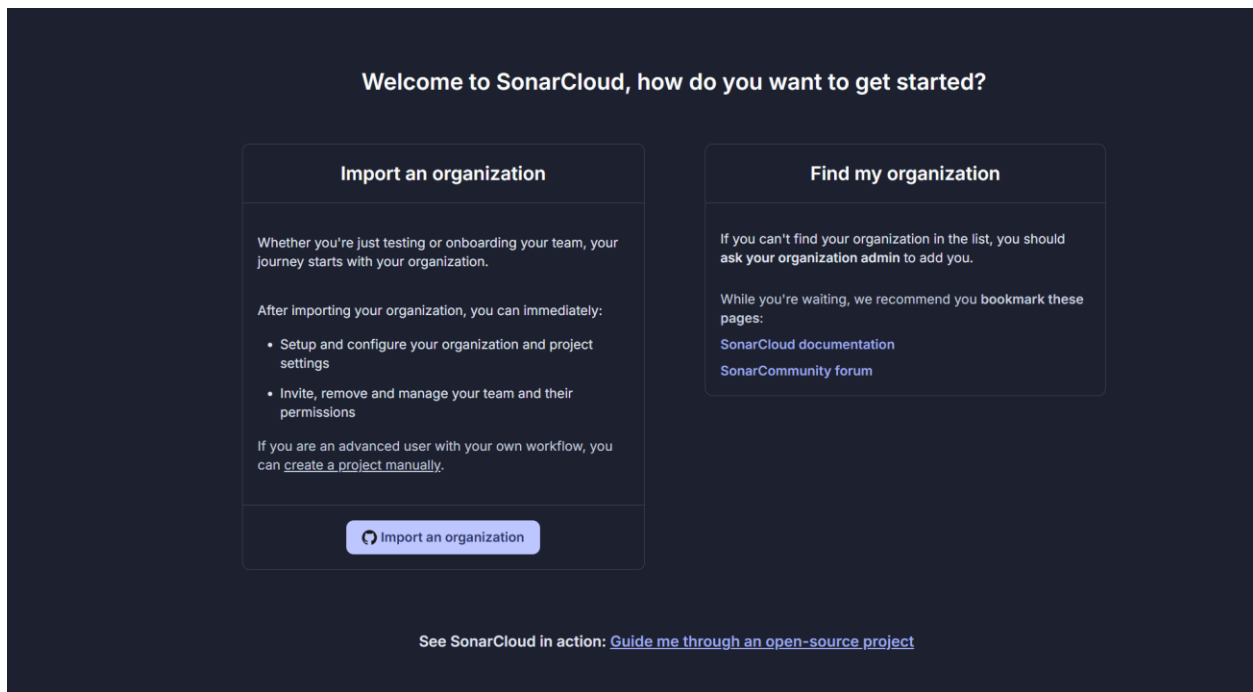 Welcome to SonarCloud, how do you want to get started?
Import an organization
Whether you're just testing or onboarding your team, your
journey starts with your organization.
After importing your organization, you can immediately:
• Setup and configure your organization and project
settings
• Invite, remove and manage your team and their
permissions
If you are an advanced user with your own workflow, you
can create a project manually.
Import an organization
Find my organization
If you can't find your organization in the list, you should
ask your organization admin to add you.
While you're waiting, we recommend you bookmark these
pages:
SonarCloud documentation
SonarCommunity forum
See SonarCloud in action: Guide me through an open-source project